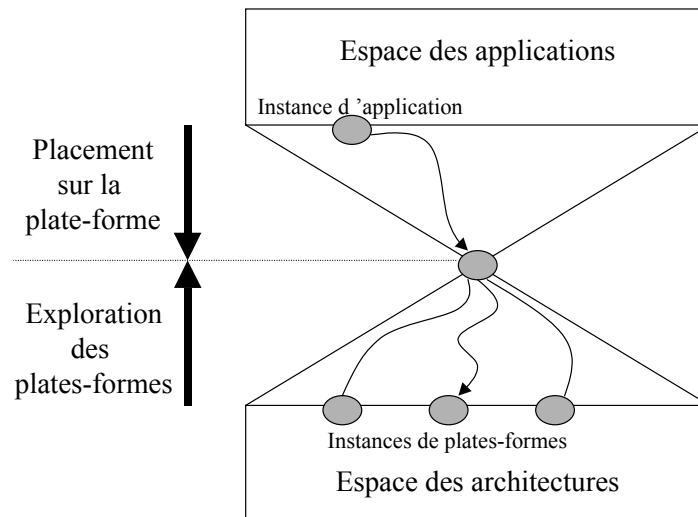 Espace des applications
Instance d ’application
Placement
sur la
plate-forme
Exploration
des
plates-formes
Instances de plates-formes
Espace des architectures